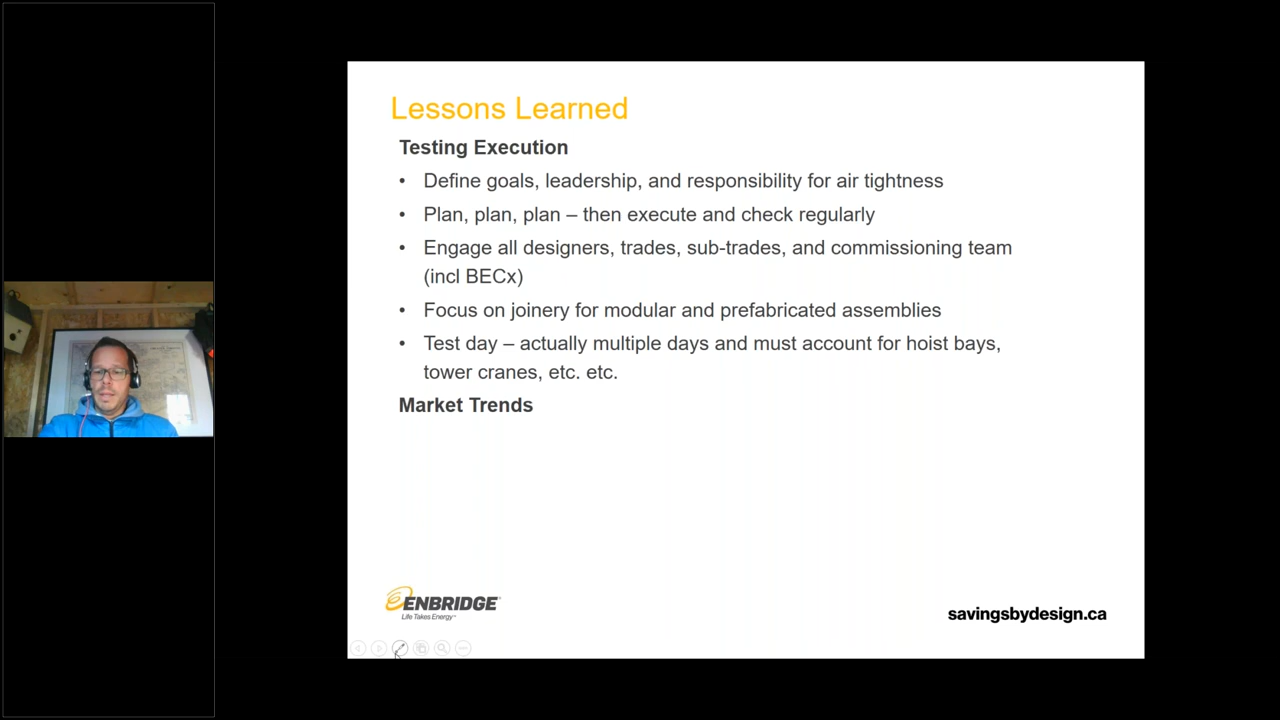 Lessons Learned
Testing Execution
• Define goals, leadership, and responsibility for air tightness
• Plan, plan, plan – then execute and check regularly
• Engage all designers, trades, sub-trades, and commissioning team
(incl BECx)
• Focus on joinery for modular and prefabricated assemblies
• Test day – actually multiple days and must account for hoist bays,
tower cranes, etc. etc.
Market Trends
ENBRIDGE
Life Takes Energy™
savingsbydesign.ca